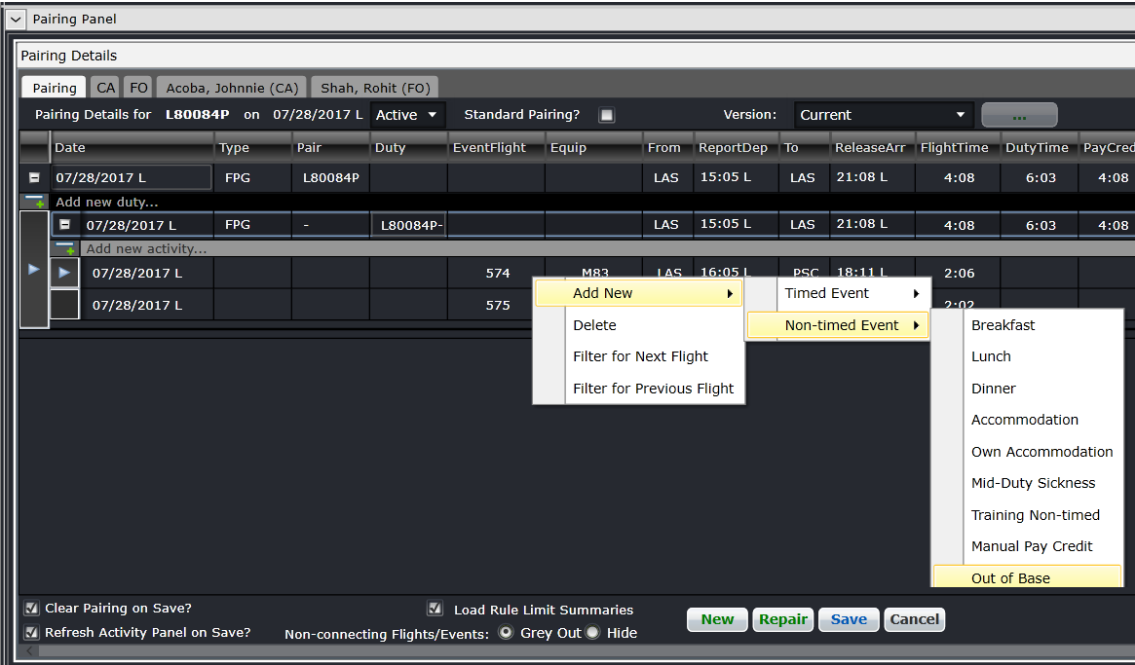 Pairing Panel
Pairing Details
Pairing CA FO Acoba, Johnnie (CA) Shah, Rohit (FO)
Pairing Details for L80084P on 07/28/2017 L Active Standard Pairing? Version: Current ...
Date Type Pair Duty EventFlight Equip From ReportDep To ReleaseArr FlightTime DutyTime PayCred
07/28/2017 L FPG L80084P LAS 15:05 L LAS 21:08 L 4:08 6:03 4:08
Add new duty...
07/28/2017 L FPG - L80084P- LAS 15:05 L LAS 21:08 L 4:08 6:03 4:08
Add new activity...
07/28/2017 L 574 M83 LAS 16:05 L PSC 18:11 L 2:06
07/28/2017 L 575 2:02
Add New Timed Event
Delete Non-timed Event Breakfast
Filter for Next Flight Lunch
Filter for Previous Flight Dinner
Accommodation
Own Accommodation
Mid-Duty Sickness
Training Non-timed
Manual Pay Credit
Out of Base
Clear Pairing on Save? Load Rule Limit Summaries New Repair Save Cancel
Refresh Activity Panel on Save? Non-connecting Flights/Events: Grey Out Hide